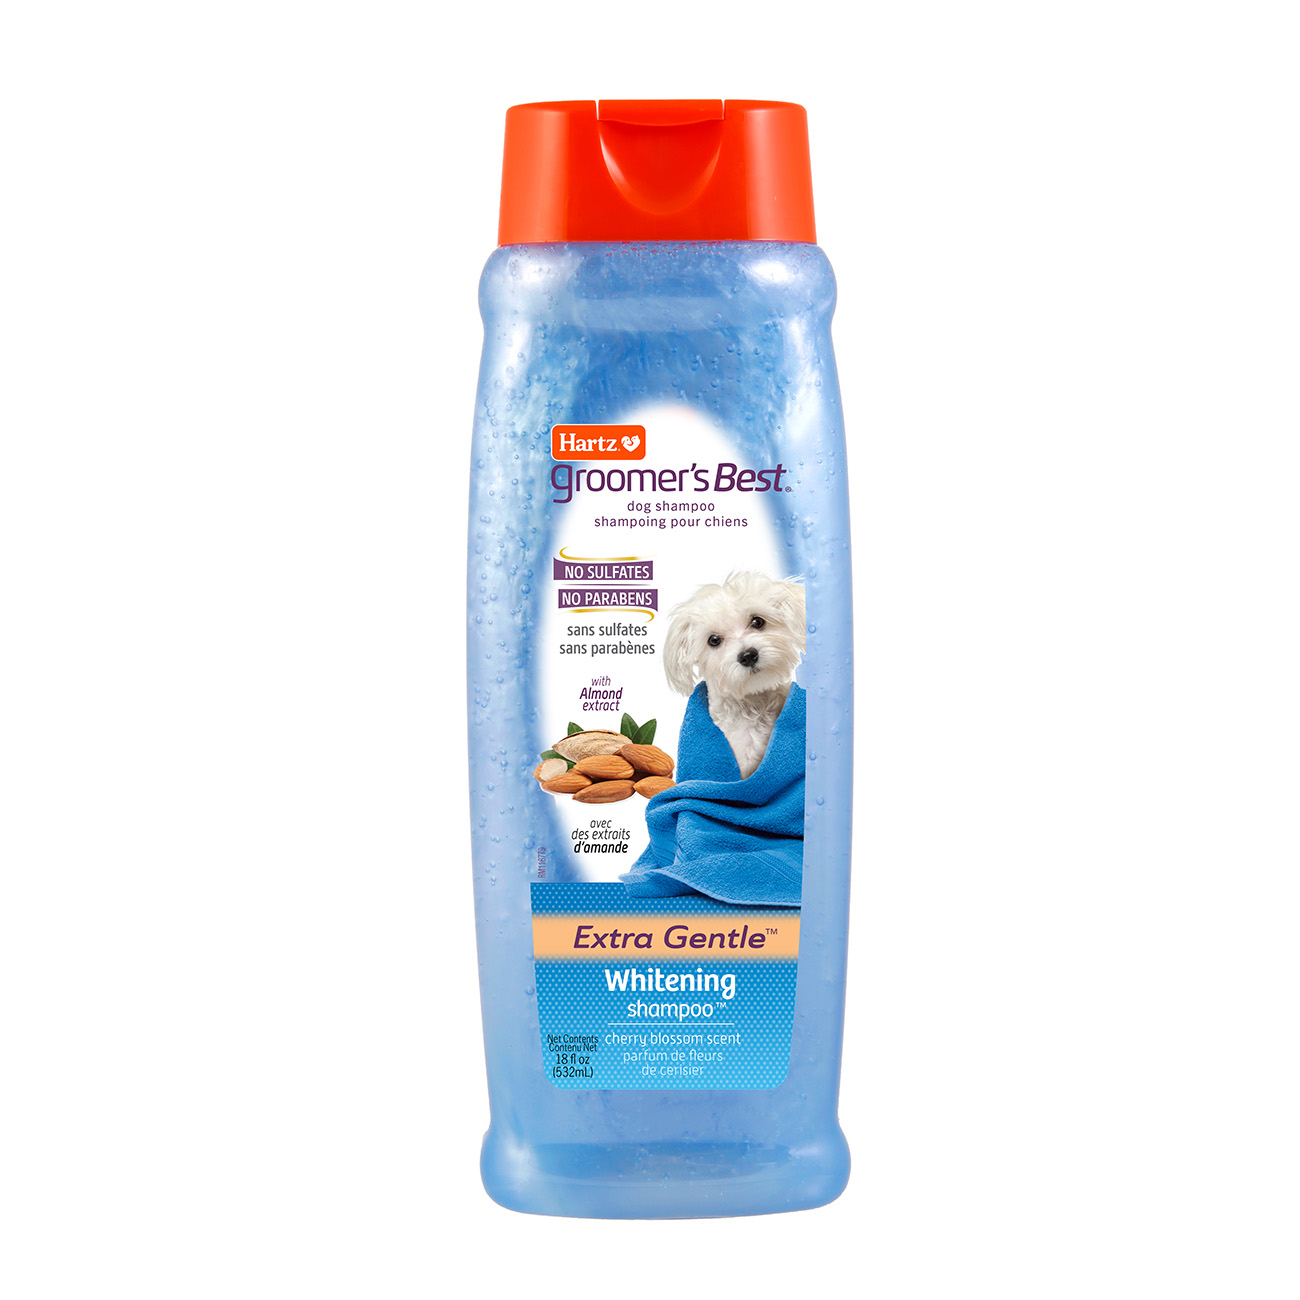 Hartz
groomer's Best®
dog shampoo
shampoing pour chiens
NO SULFATES
NO PARABENS
sans sulfates
sans parabènes
with
Almond
extract
avec
des extraits
d'amande
Extra Gentle™
Whitening
shampoo™
cherry blossom scent
parfum de fleurs
de cerisier
Net Contents
Contenu Net
18 fl oz
(532mL)